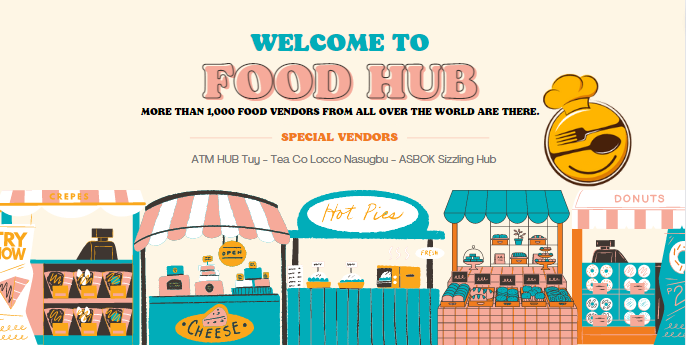 WELCOME TO
FOOD HUB
MORE THAN 1,000 FOOD VENDORS FROM ALL OVER THE WORLD ARE THERE.
SPECIAL VENDORS
ATM HUB Tuy - Tea Co Locco Nasugbu - ASBOK Sizzling Hub
CREPES
Hot Pies
DONUTS
OPEN
FRESH
TRY
NOW
CHEESE